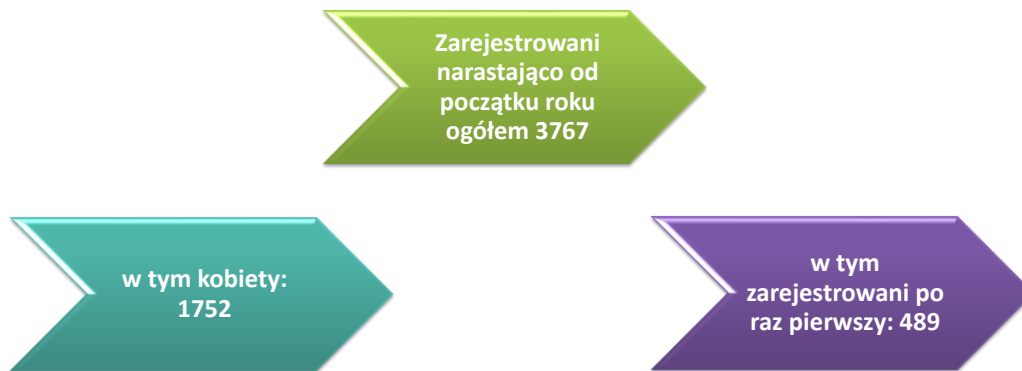 Zarejestrowani
narastająco od
początku roku
ogółem 3767
w tym kobiety:
1752
w tym
zarejestrowani po
raz pierwszy: 489